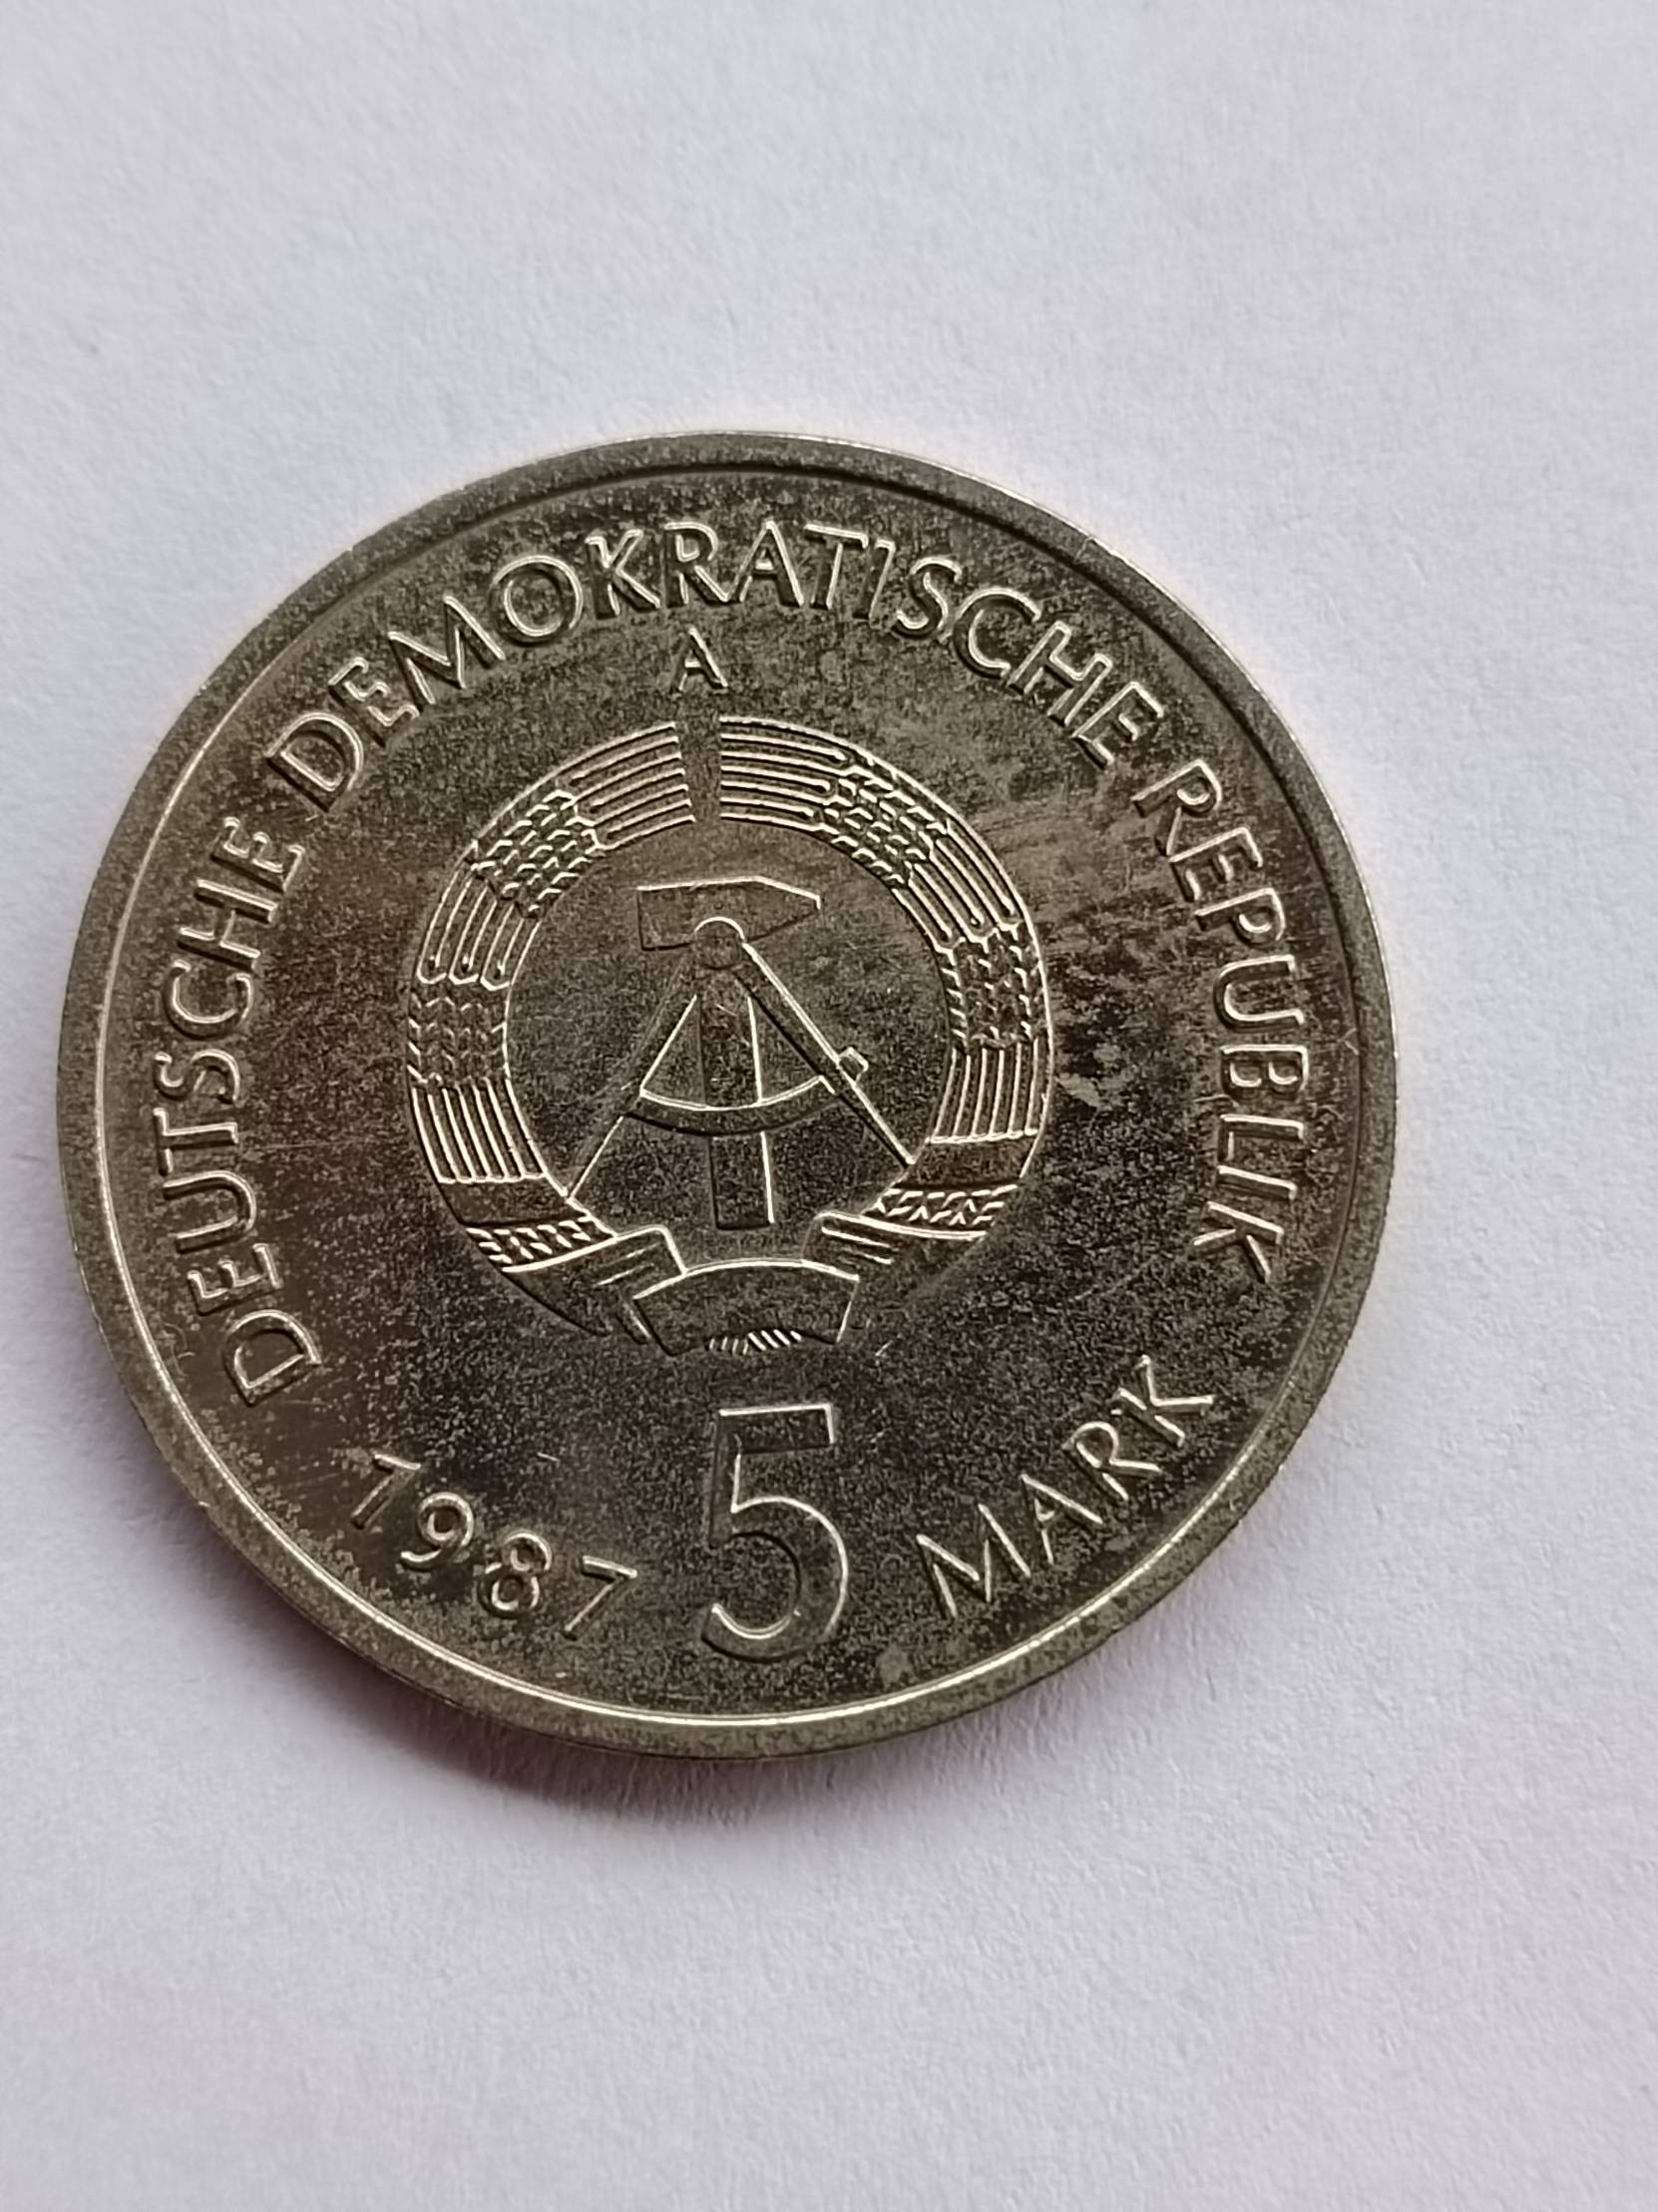 DEUTSCHE DEMOKRATISCHE REPUBLIK
A
1987 5 MARK